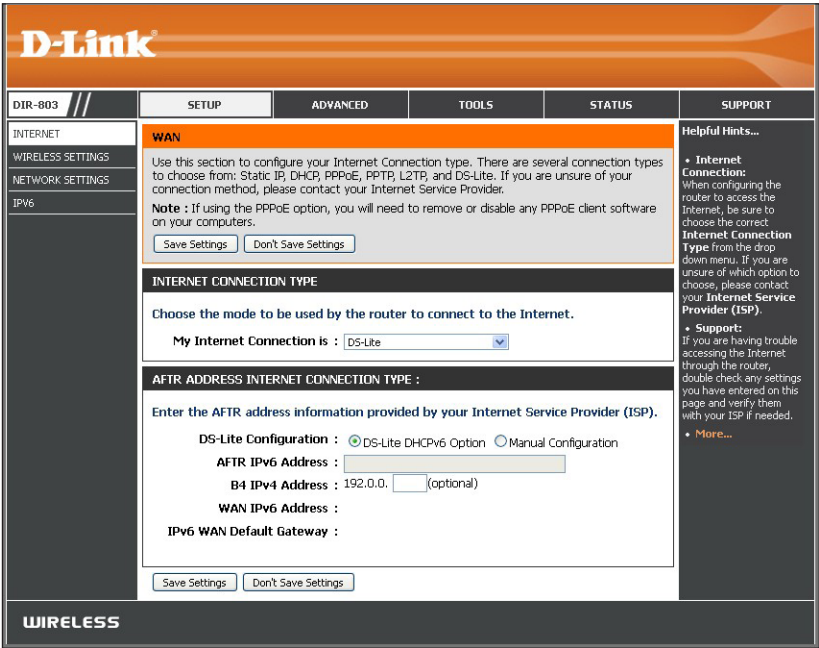 D-Link
DIR-803
SETUP
ADVANCED
TOOLS
STATUS
SUPPORT
INTERNET
WIRELESS SETTINGS
NETWORK SETTINGS
IPV6
WAN
Use this section to configure your Internet Connection type. There are several connection types
to choose from: Static IP, DHCP, PPPoE, PPTP, L2TP, and DS-Lite. If you are unsure of your
connection method, please contact your Internet Service Provider.
Note : If using the PPPoE option, you will need to remove or disable any PPPoE client software
on your computers.
Save Settings Don't Save Settings
INTERNET CONNECTION TYPE
Choose the mode to be used by the router to connect to the Internet.
My Internet Connection is : DS-Lite
AFTR ADDRESS INTERNET CONNECTION TYPE :
Enter the AFTR address information provided by your Internet Service Provider (ISP).
DS-Lite Configuration : DS-Lite DHCPv6 Option Manual Configuration
AFTR IPv6 Address :
B4 IPv4 Address : 192.0.0. (optional)
WAN IPv6 Address :
IPv6 WAN Default Gateway :
Save Settings Don't Save Settings
Helpful Hints...
• Internet
Connection:
When configuring the
router to access the
Internet, be sure to
choose the correct
Internet Connection
Type from the drop
down menu. If you are
unsure of which option to
choose, please contact
your Internet Service
Provider (ISP).
• Support:
If you are having trouble
accessing the Internet
through the router,
double check any settings
you have entered on this
page and verify them
with your ISP if needed.
• More...
WIRELESS